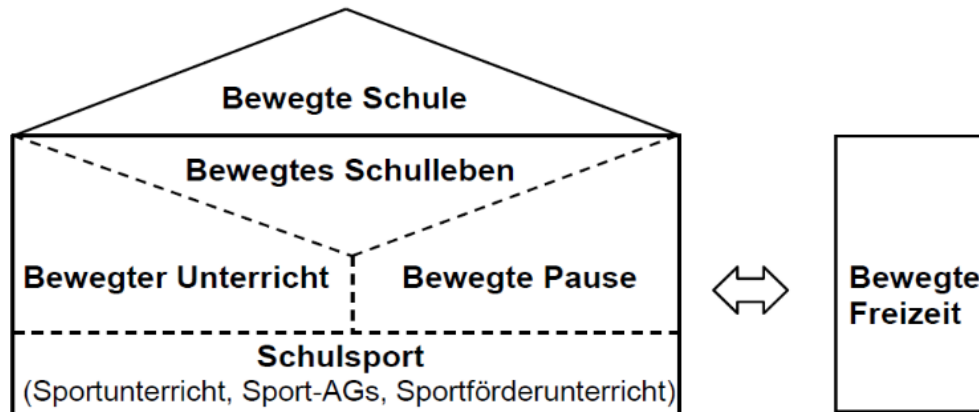 Bewegte Schule
Bewegtes Schulleben
Bewegter Unterricht
Bewegte Pause
Schulsport
(Sportunterricht, Sport-AGs, Sportförderunterricht)
Bewegte
Freizeit